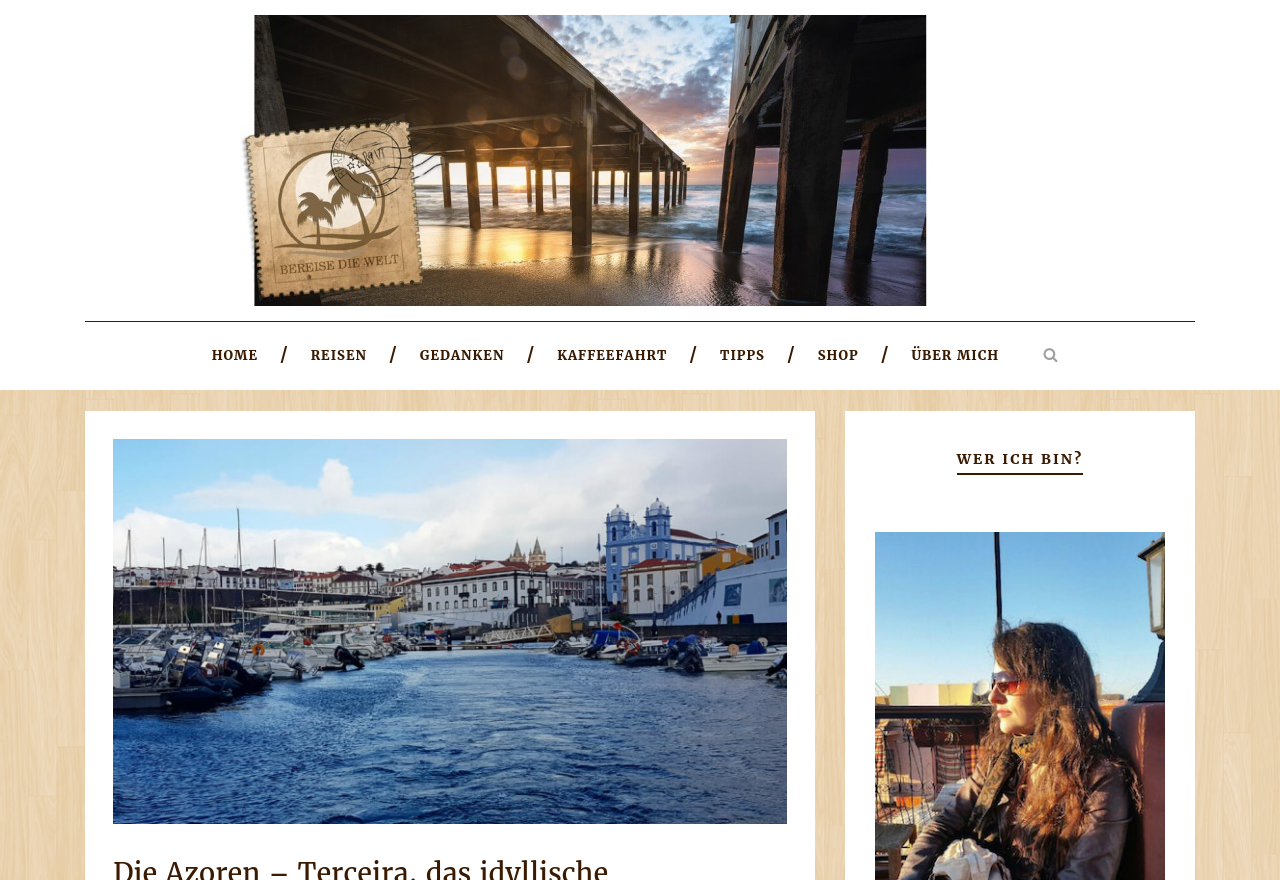 BEREISE DIE WELT
HOME / REISEN / GEDANKEN / KAFFEEFAHRT / TIPPS / SHOP / ÜBER MICH
WER ICH BIN?
Die Azoren – Terceira, das idyllische